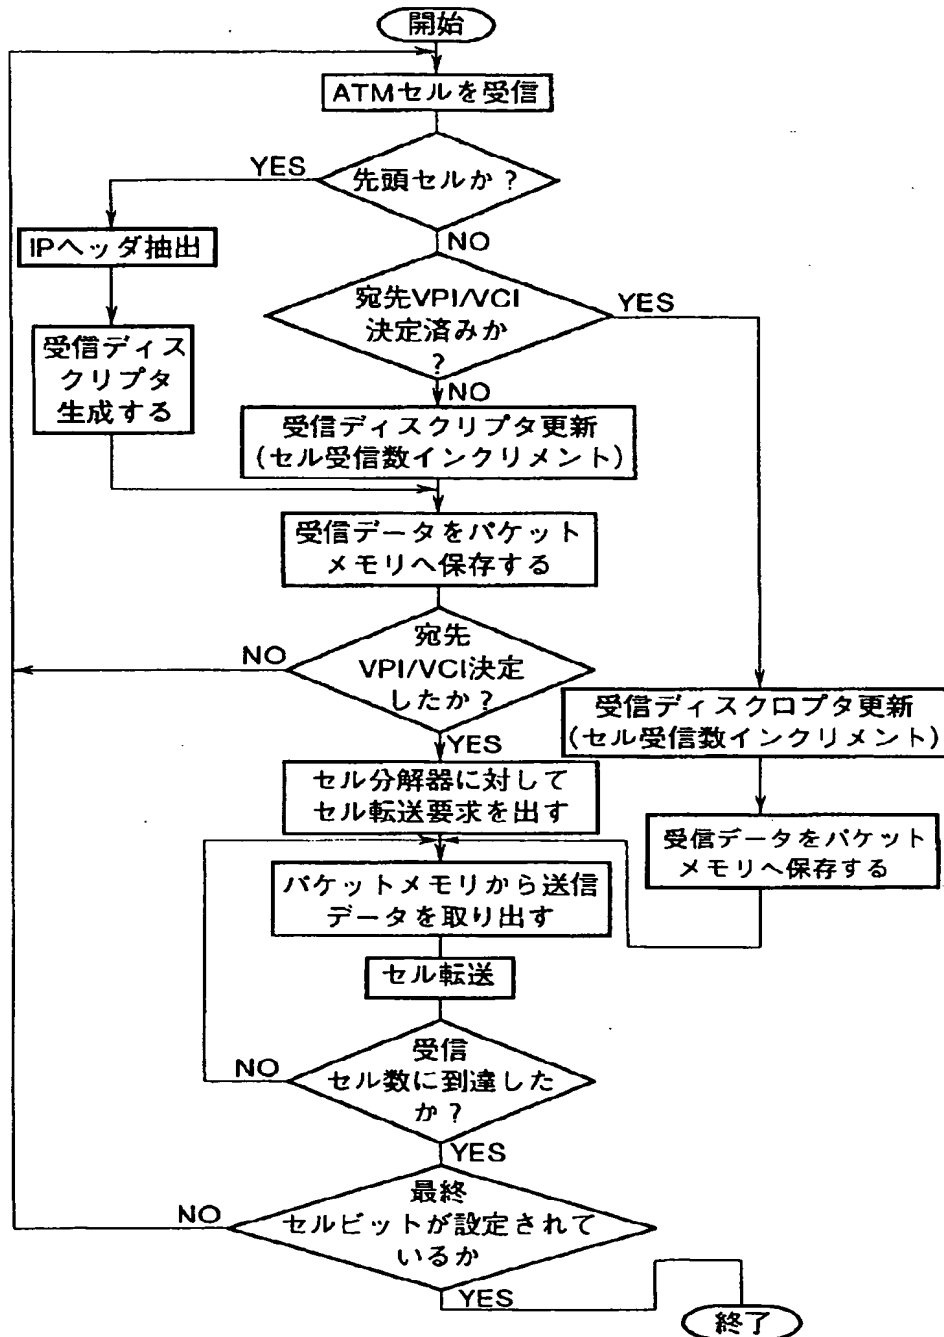 開始
ATMセルを受信
YES
先頭セルか？
NO
IPヘッダ抽出
宛先VPI/VCI
決定済みか
？
YES
受信ディス
クリプタ
生成する
NO
受信ディスクリプタ更新
(セル受信数インクリメント)
受信データをパケット
メモリへ保存する
宛先
VPI/VCI決定
したか？
NO
YES
受信ディスクロプタ更新
(セル受信数インクリメント)
セル分解器に対して
セル転送要求を出す
受信データをパケット
メモリへ保存する
パケットメモリから送信
データを取り出す
セル転送
受信
セル数に到達した
か？
NO
YES
最終
セルビットが設定されて
いるか
NO
YES
終了